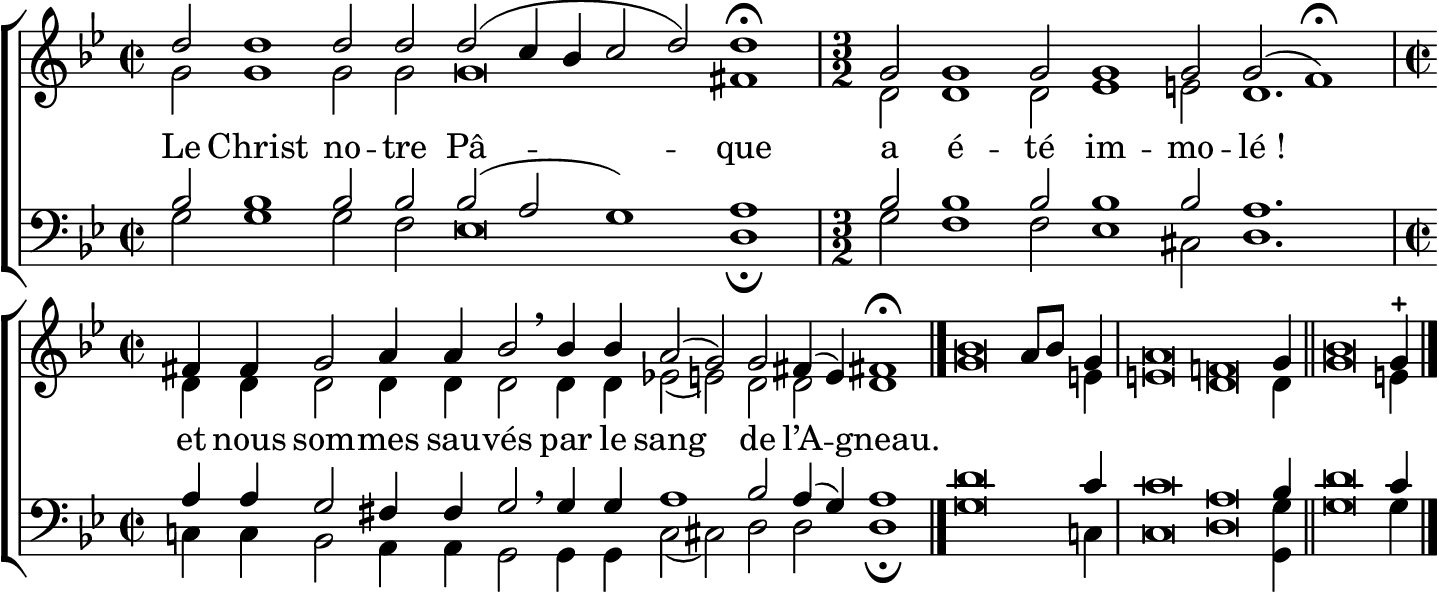 Le Christ no -- tre Pâ -- -- que a é -- té im -- mo -- lé !
et nous sommes sauvés par le sang de l’A -- gneau.